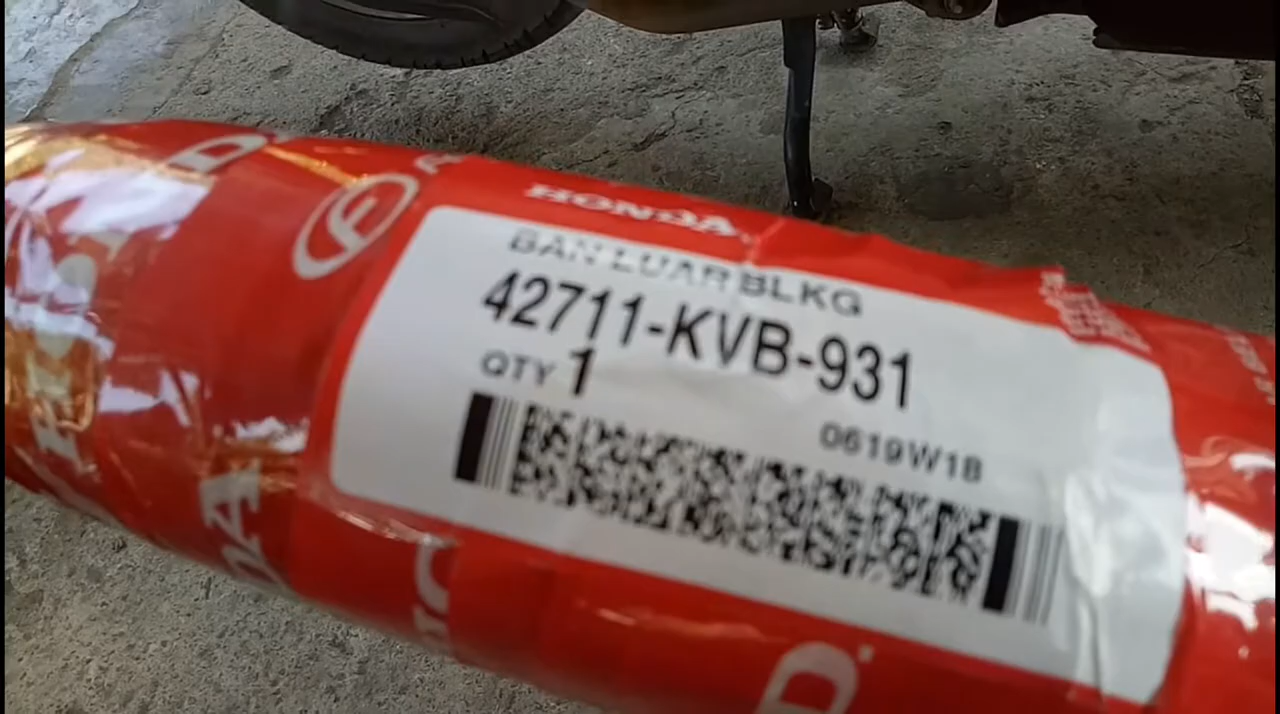 HONDA
BAN LUAR BLKG
42711-KVB-931
QTY 1
0619W1B